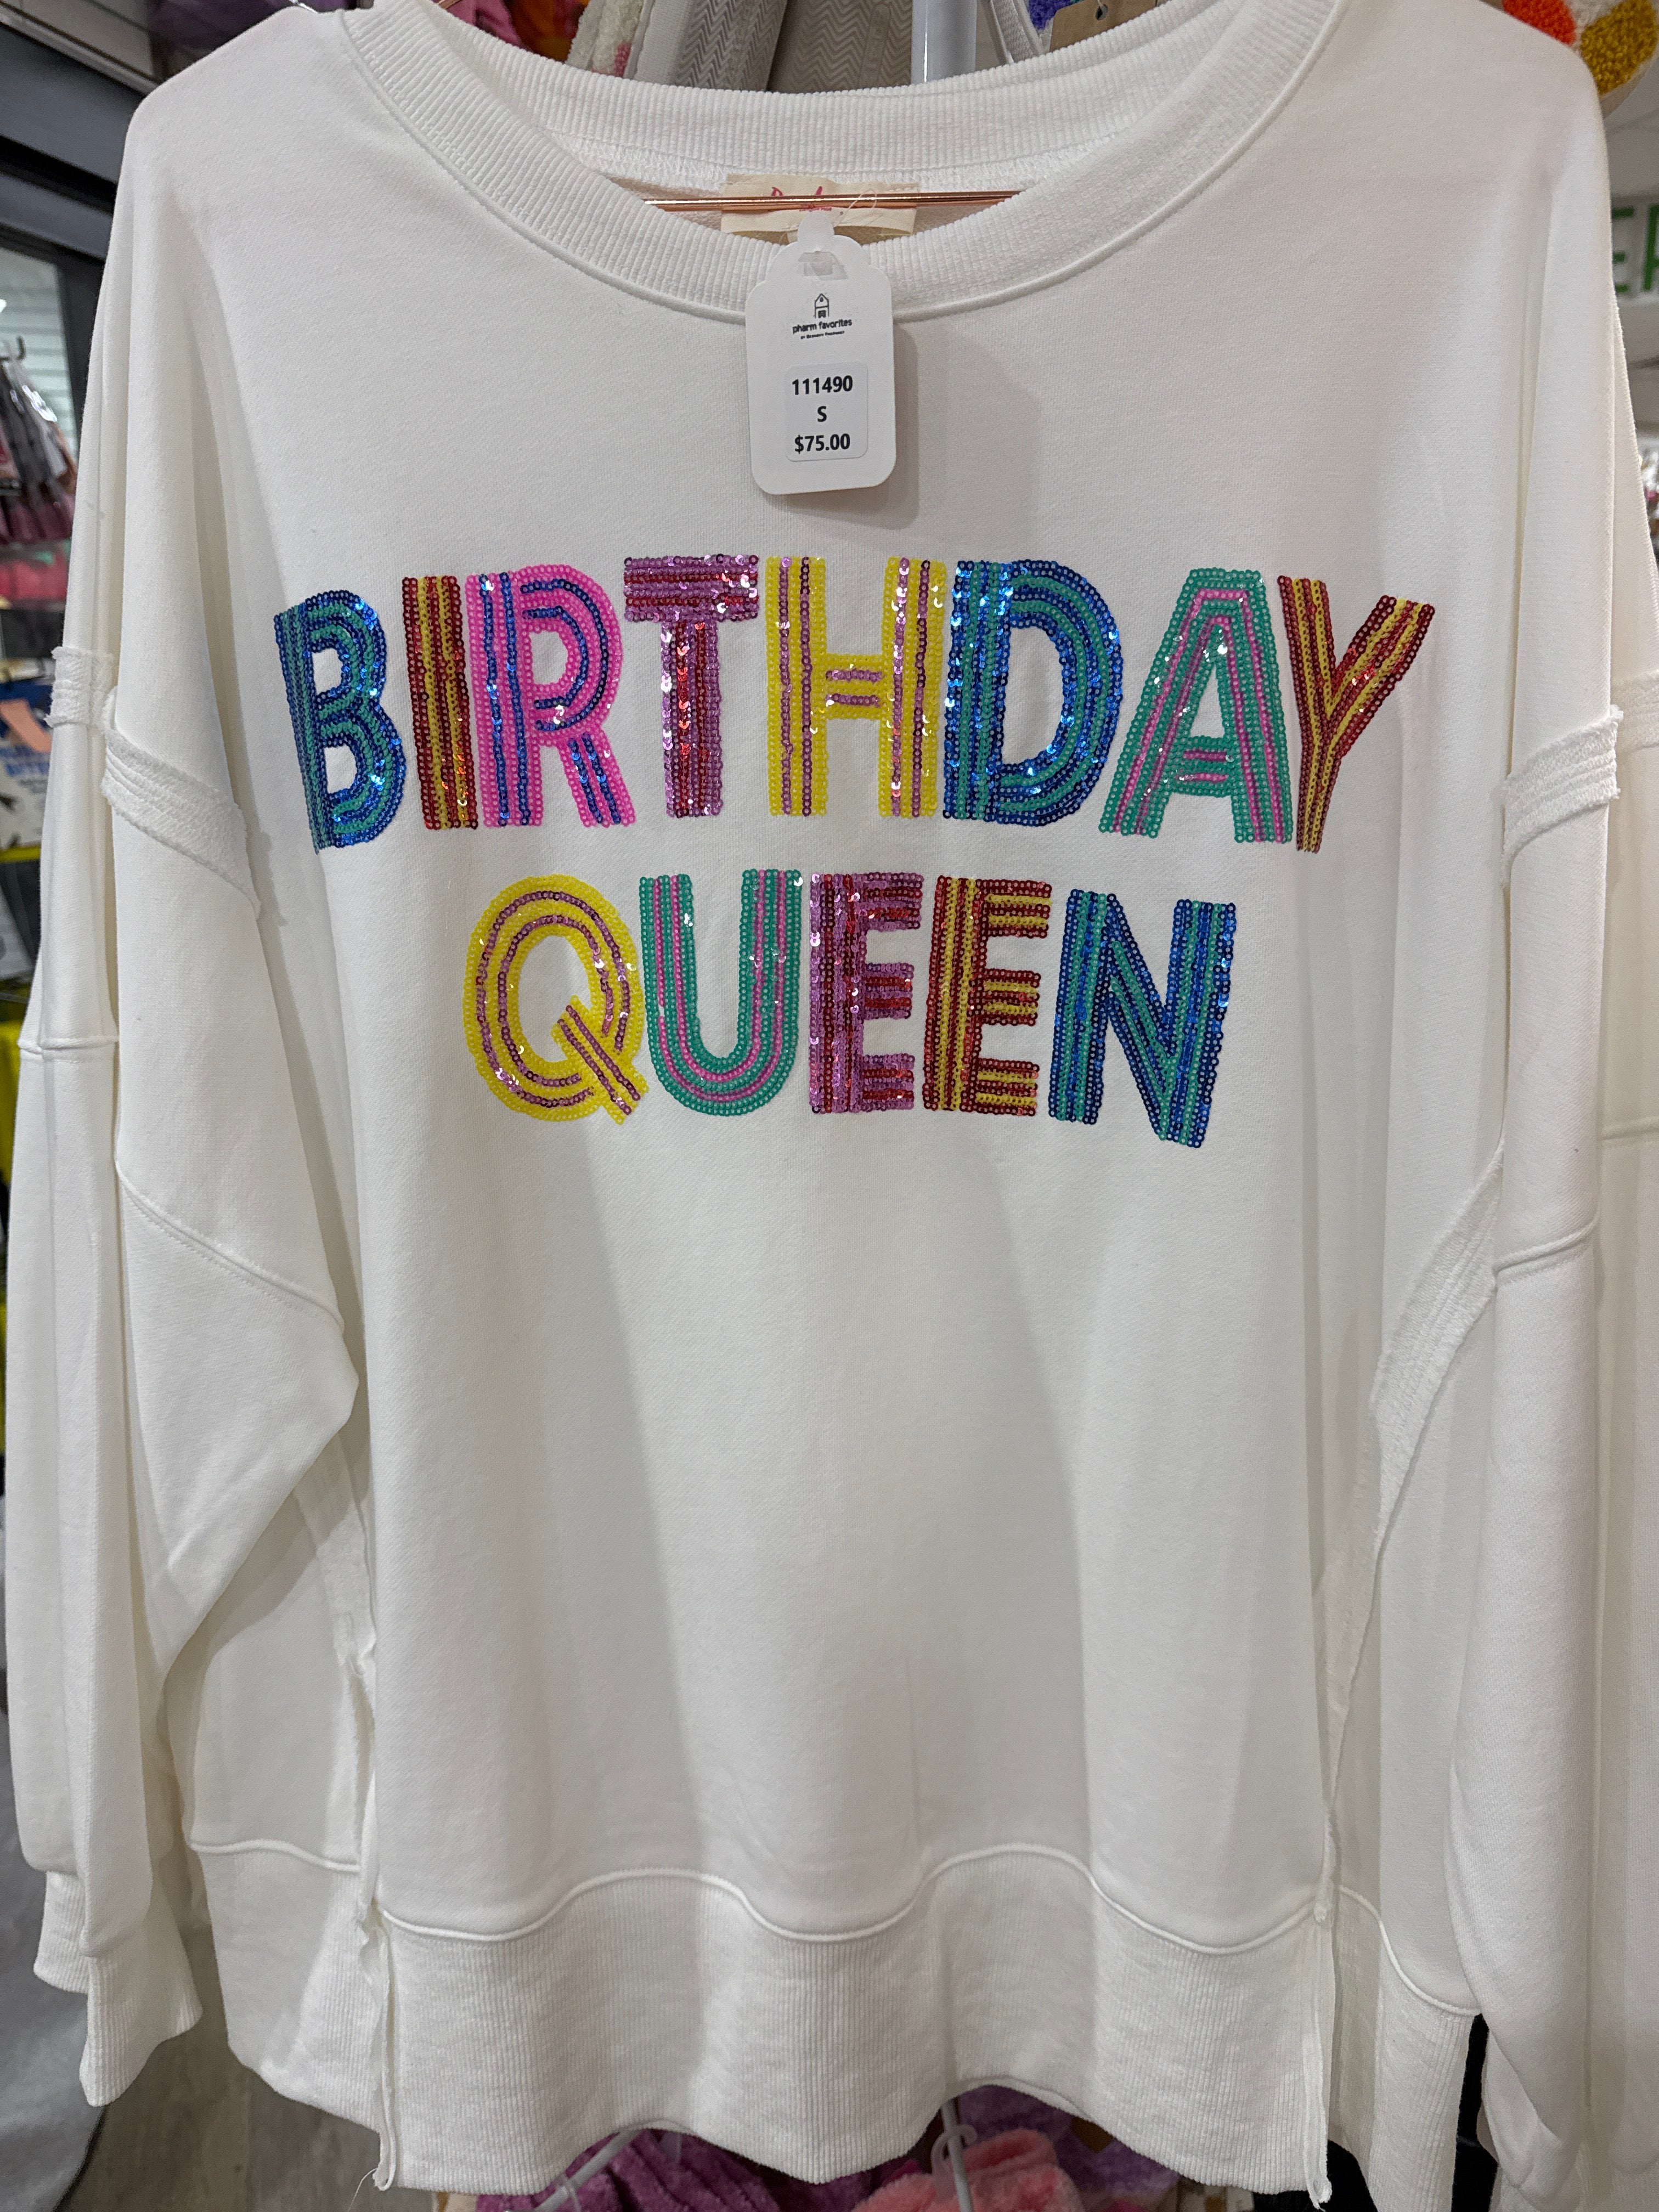 pharm favorites
111490
S
$75.00
BIRTHDAY
QUEEN